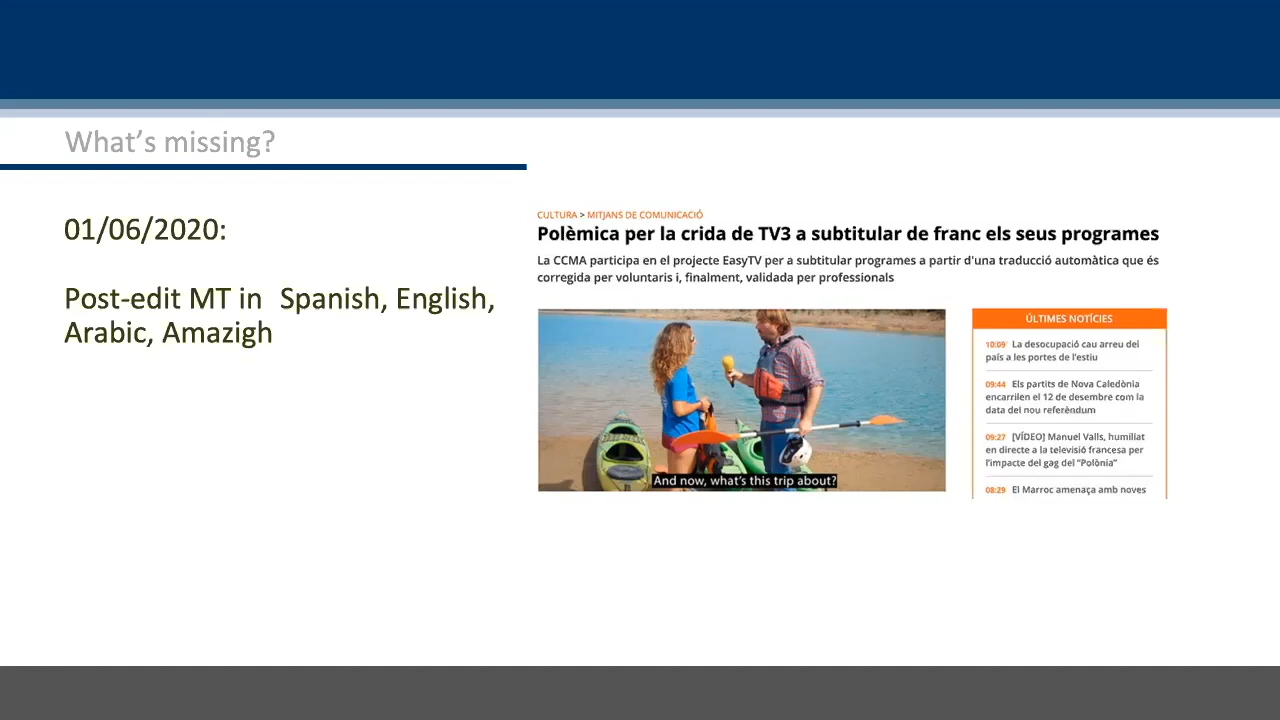 What's missing?
01/06/2020:
Post-edit MT in Spanish, English,
Arabic, Amazigh
CULTURA > MITJANS DE COMUNICACIÓ
Polèmica per la crida de TV3 a subtitular de franc els seus programes
La CCMA participa en el projecte EasyTV per a subtitular programes a partir d'una traducció automàtica que és
corregida per voluntaris i, finalment, validada per professionals
And now, what's this trip about?
ÚLTIMES NOTÍCIES
10:09 La desocupació cau arreu del
país a les portes de l'estiu
09:44 Els partits de Nova Caledònia
encarrilen el 12 de desembre com la
data del nou referèndum
09:27 [VÍDEO] Manuel Valls, humiliat
en directe a la televisió francesa per
l'impacte del gag del "Polònia"
08:29 El Marroc amenaça amb noves